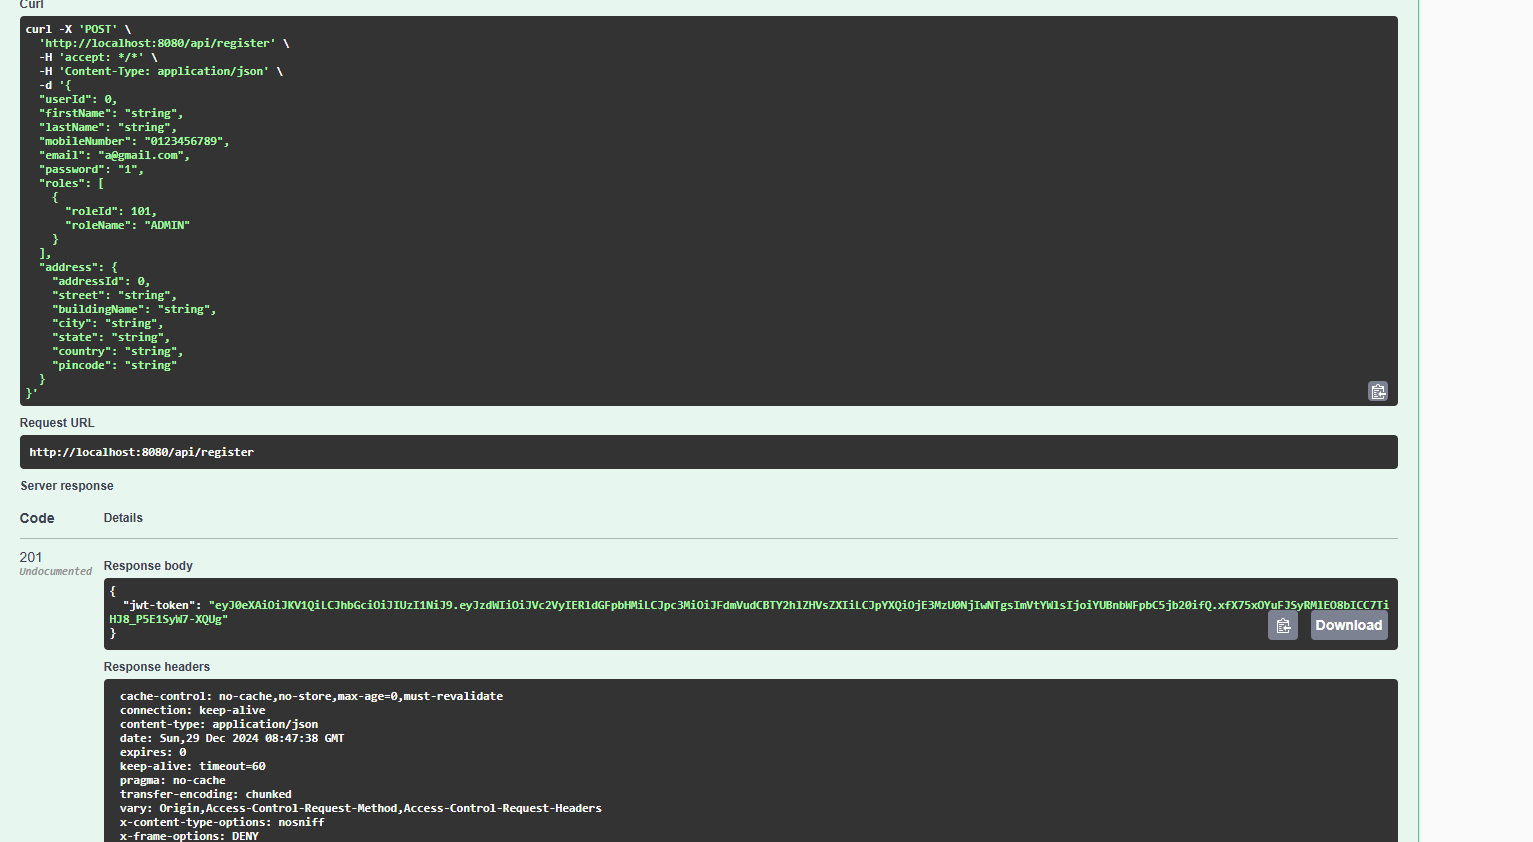 Curl
curl -X 'POST' \
  'http://localhost:8080/api/register' \
  -H 'accept: */*' \
  -H 'Content-Type: application/json' \
  -d '{
  "userId": 0,
  "firstName": "string",
  "lastName": "string",
  "mobileNumber": "0123456789",
  "email": "a@gmail.com",
  "password": "1",
  "roles": [
    {
      "roleId": 101,
      "roleName": "ADMIN"
    }
  ],
  "address": {
    "addressId": 0,
    "street": "string",
    "buildingName": "string",
    "city": "string",
    "state": "string",
    "country": "string",
    "pincode": "string"
  }
}'
Request URL
http://localhost:8080/api/register
Server response
Code Details
201
Undocumented
Response body
{
  "jwt-token": "eyJ0eXAiOiJKV1QiLCJhbGciOiJIUzI1NiJ9.eyJzdWIiOiJVc2VyIERldGFpbHMiLCJpc3MiOiJFdmVudCBTY2hlZHVsZXIiLCJpYXQiOjE3MzU0NjIwNTgsImVtYWlsIjoiYUBnbWFpbC5jb20ifQ.xfX75xOYuFJSyRMlEO8bICC7Ti
HJ8_P5E1SyW7-XQUg"
}
Download
Response headers
cache-control: no-cache,no-store,max-age=0,must-revalidate
connection: keep-alive
content-type: application/json
date: Sun,29 Dec 2024 08:47:38 GMT
expires: 0
keep-alive: timeout=60
pragma: no-cache
transfer-encoding: chunked
vary: Origin,Access-Control-Request-Method,Access-Control-Request-Headers
x-content-type-options: nosniff
x-frame-options: DENY